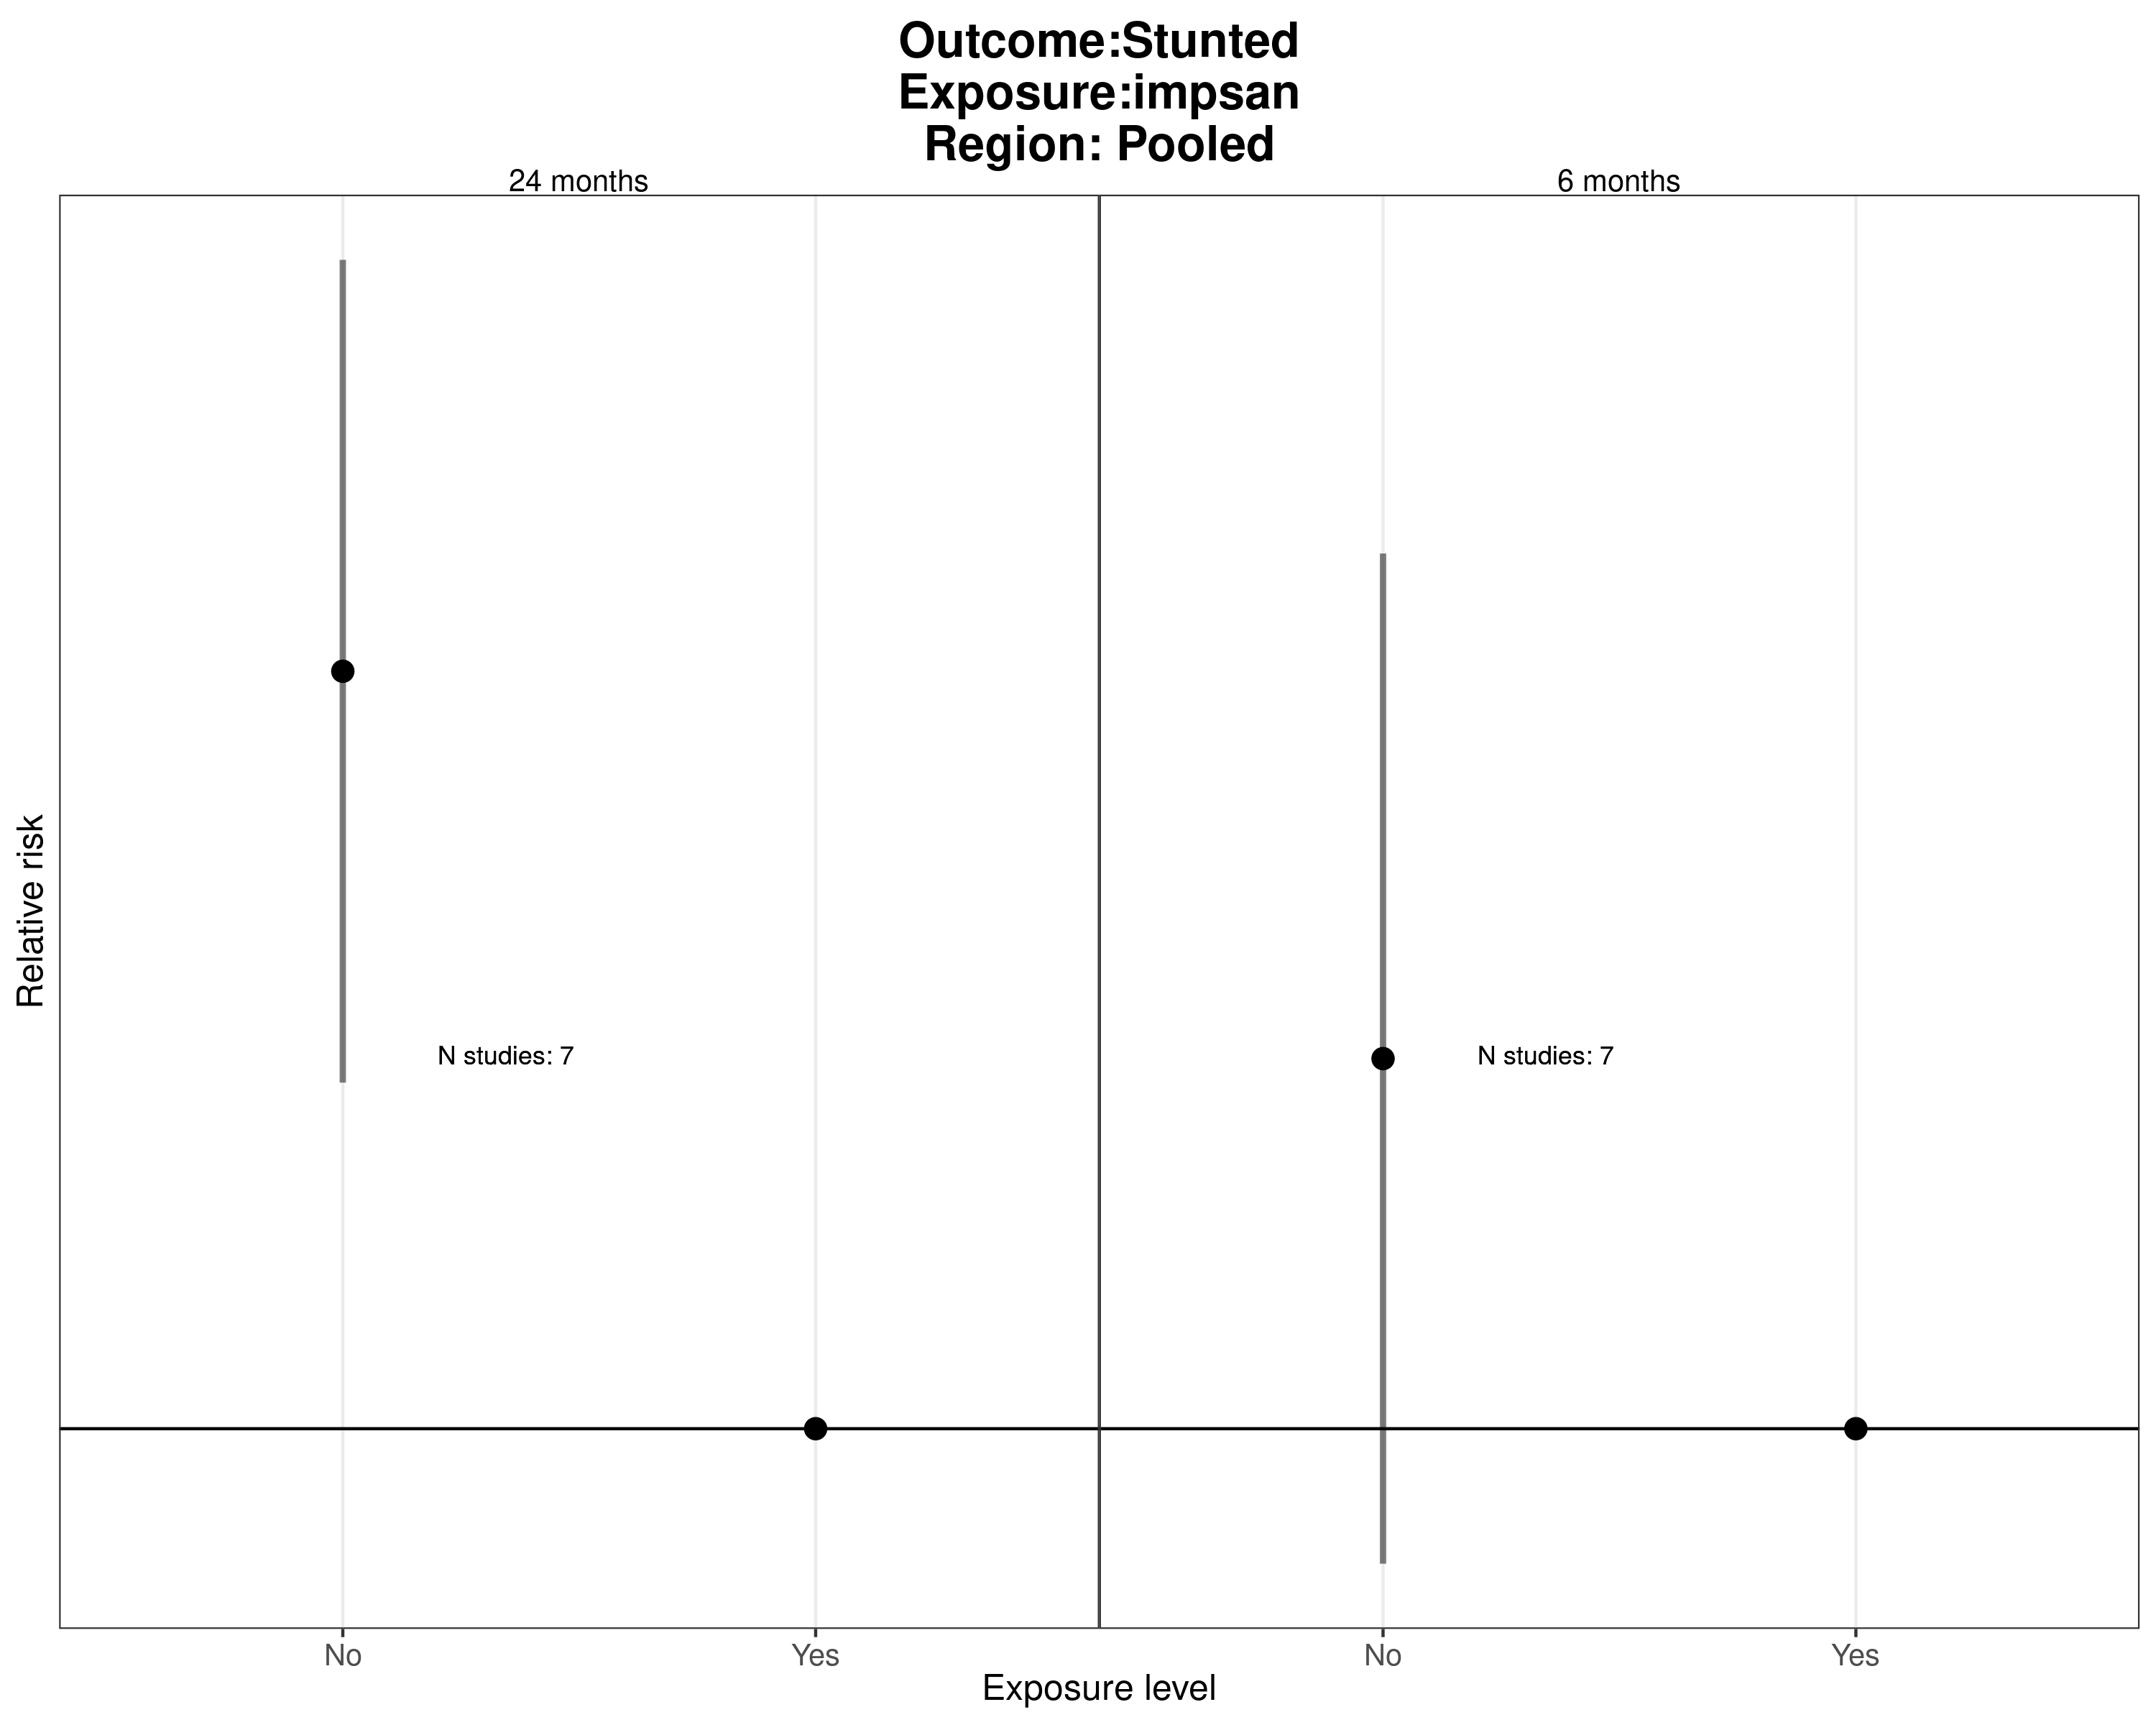 Outcome:Stunted
Exposure:impsan
Region: Pooled
24 months
6 months
Relative risk
N studies: 7
N studies: 7
No
Yes
No
Yes
Exposure level